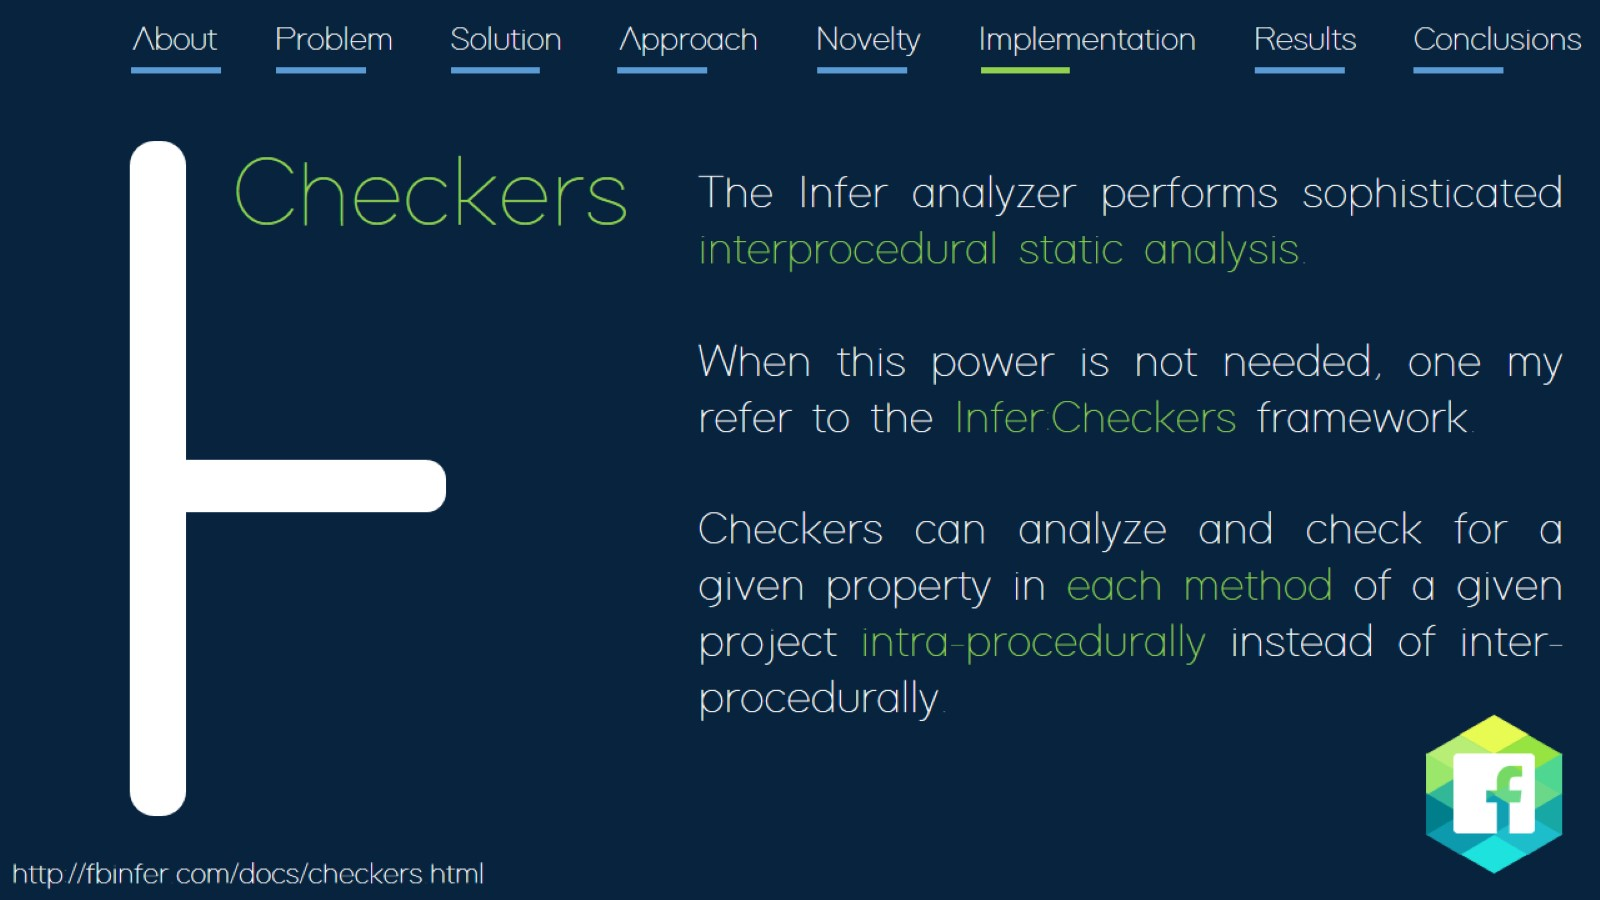 About Problem Solution Approach Novelty Implementation Results Conclusions
Checkers
The Infer analyzer performs sophisticated
interprocedural static analysis.
When this power is not needed, one my
refer to the Infer:Checkers framework.
Checkers can analyze and check for a
given property in each method of a given
project intra-procedurally instead of inter-
procedurally.
http://fbinfer.com/docs/checkers.html